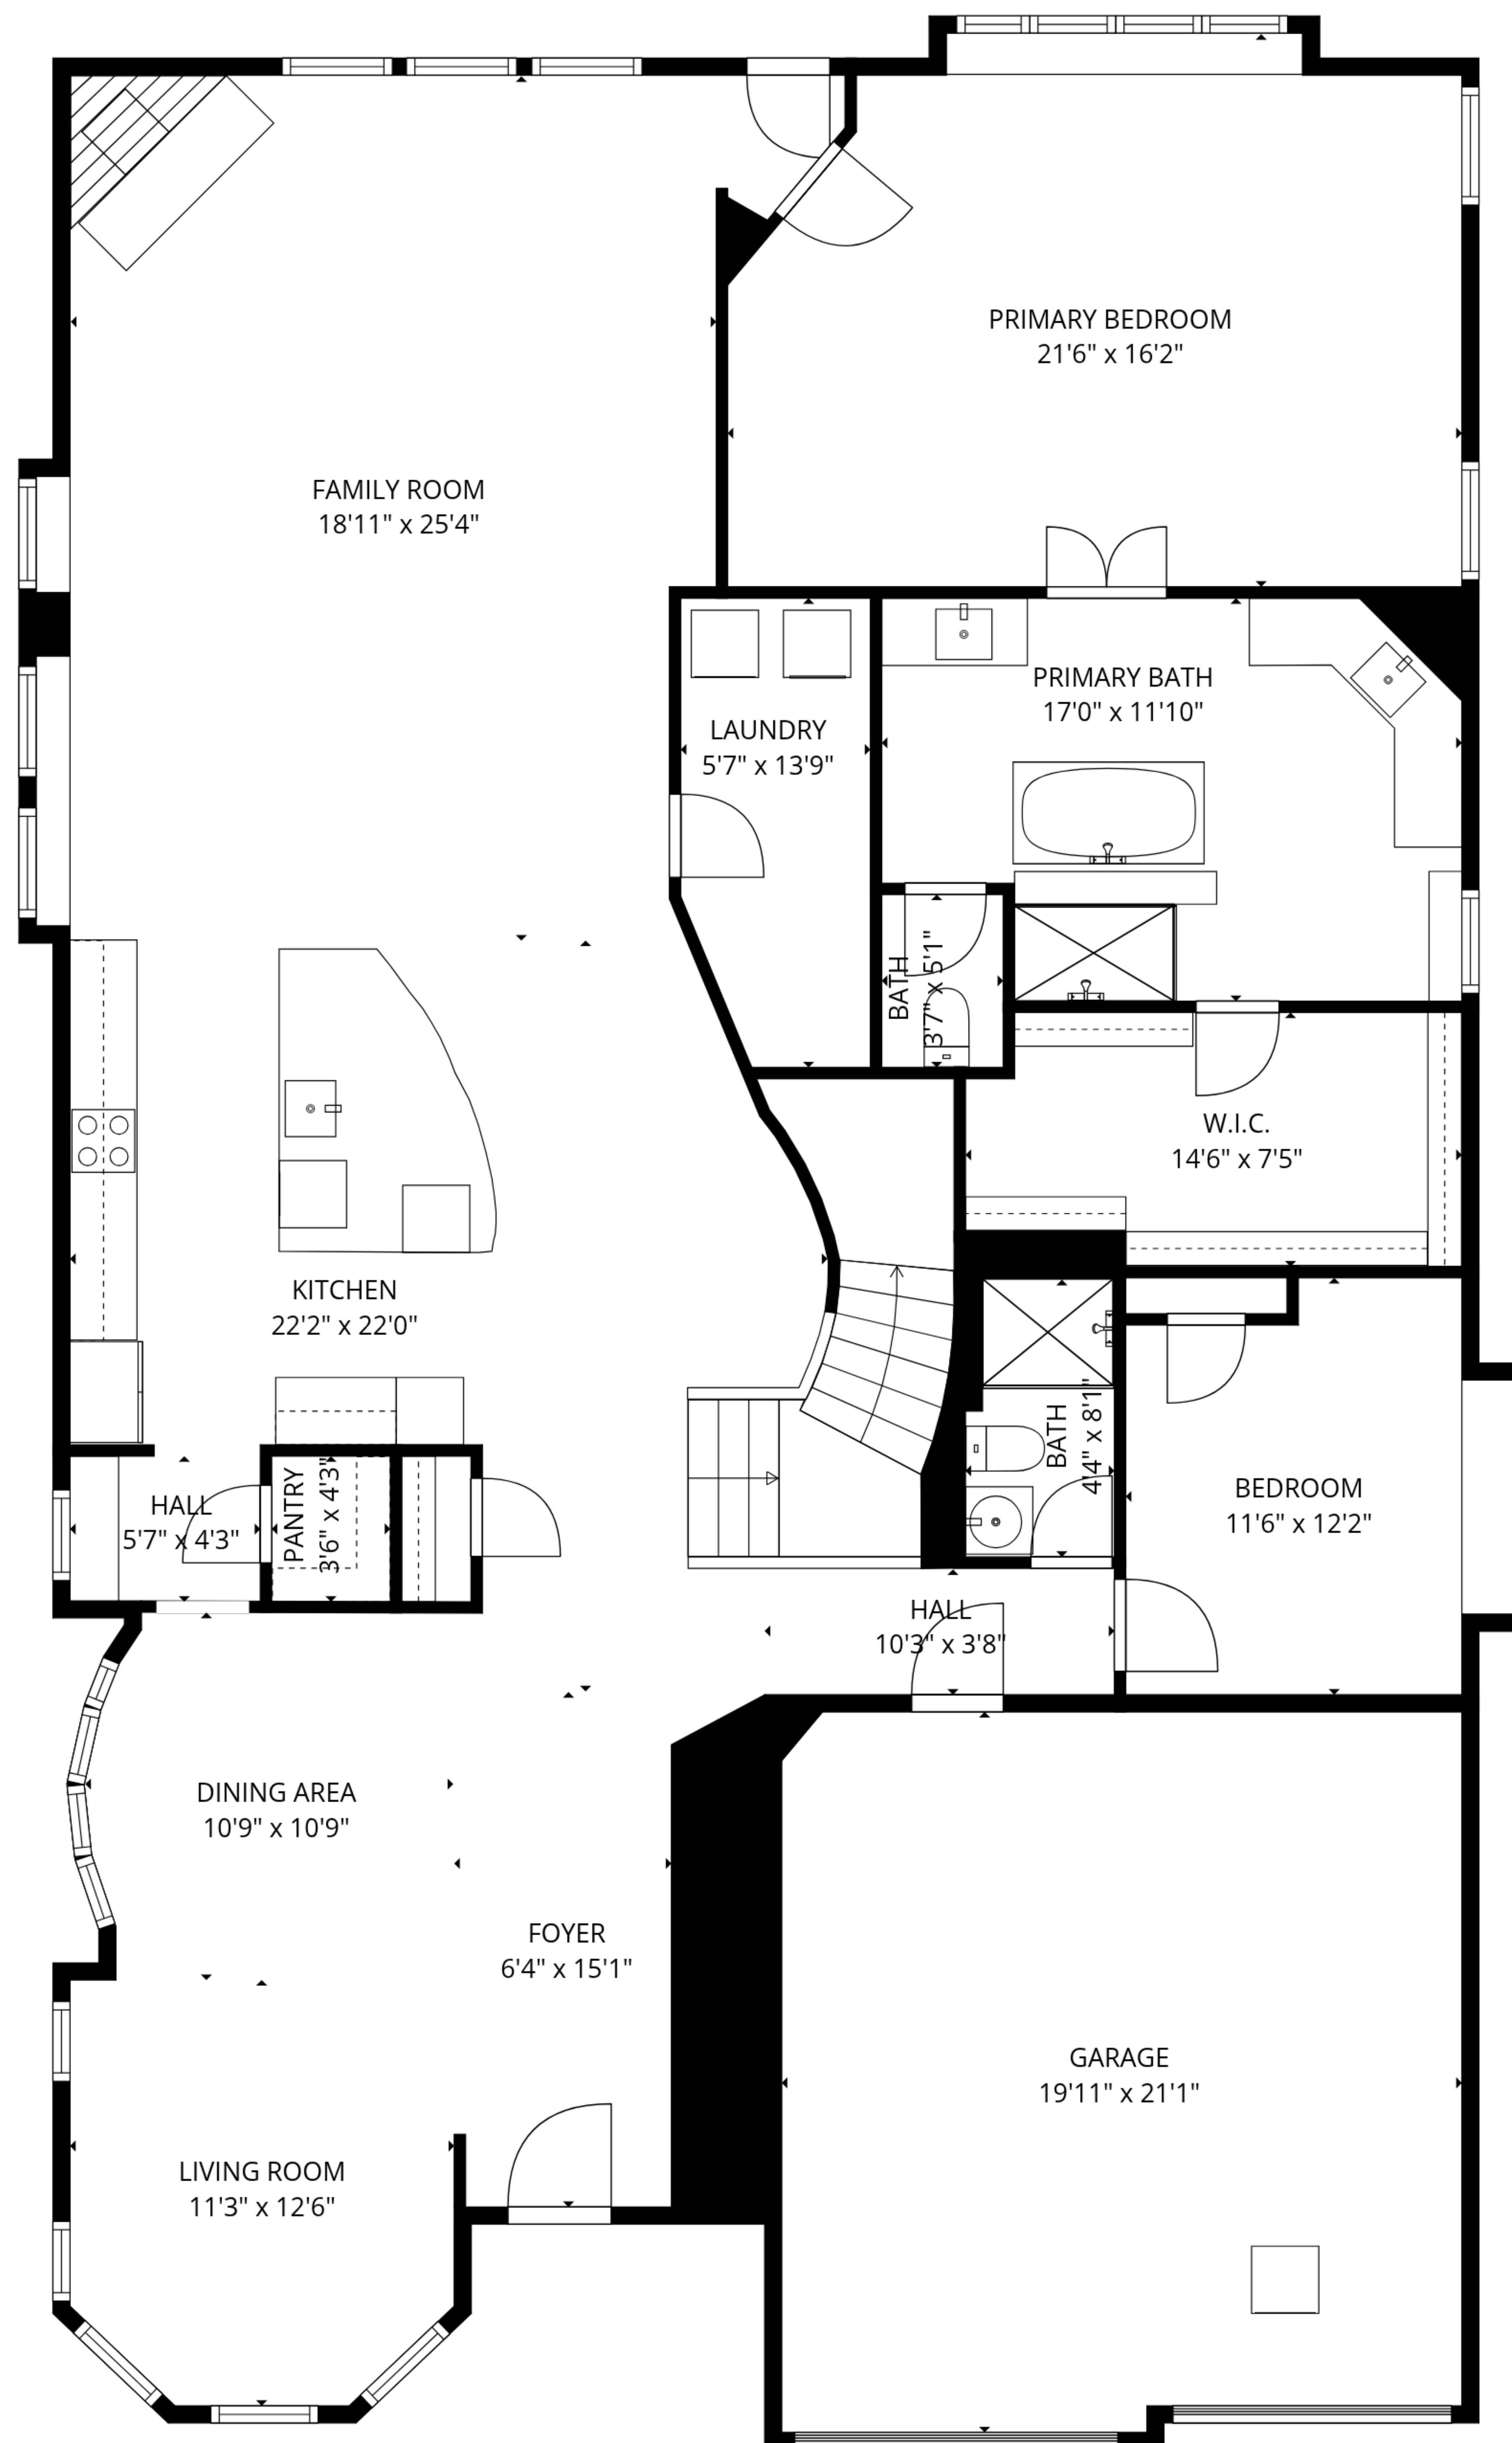 PRIMARY BEDROOM
21'6" x 16'2"
FAMILY ROOM
18'11" x 25'4"
PRIMARY BATH
17'0" x 11'10"
LAUNDRY
5'7" x 13'9"
BATH
3'7" x 5'1"
W.I.C.
14'6" x 7'5"
KITCHEN
22'2" x 22'0"
BATH
4'4" x 8'1"
BEDROOM
11'6" x 12'2"
HALL
5'7" x 4'3"
PANTRY
3'6" x 4'3"
HALL
10'3" x 3'8"
DINING AREA
10'9" x 10'9"
FOYER
6'4" x 15'1"
GARAGE
19'11" x 21'1"
LIVING ROOM
11'3" x 12'6"